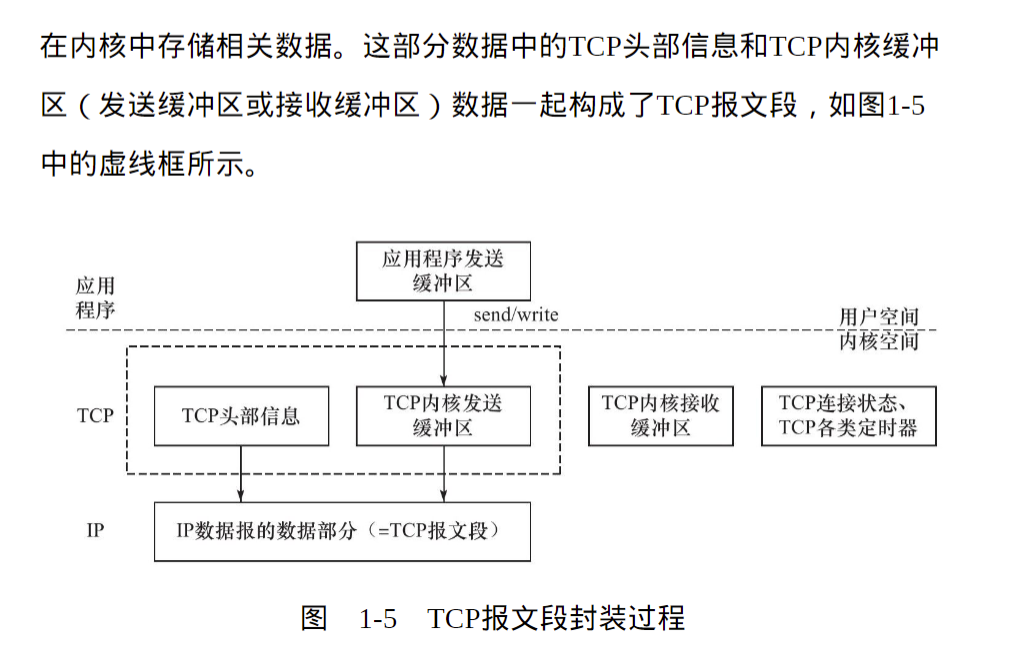 在内核中存储相关数据。这部分数据中的TCP头部信息和TCP内核缓冲
区（发送缓冲区或接收缓冲区）数据一起构成了TCP报文段，如图1-5
中的虚线框所示。
应用程序发送
缓冲区
应用
程序
send/write
用户空间
内核空间
TCP
TCP头部信息
TCP内核发送
缓冲区
TCP内核接收
缓冲区
TCP连接状态、
TCP各类定时器
IP
IP数据报的数据部分（=TCP报文段）
图 1-5 TCP报文段封装过程